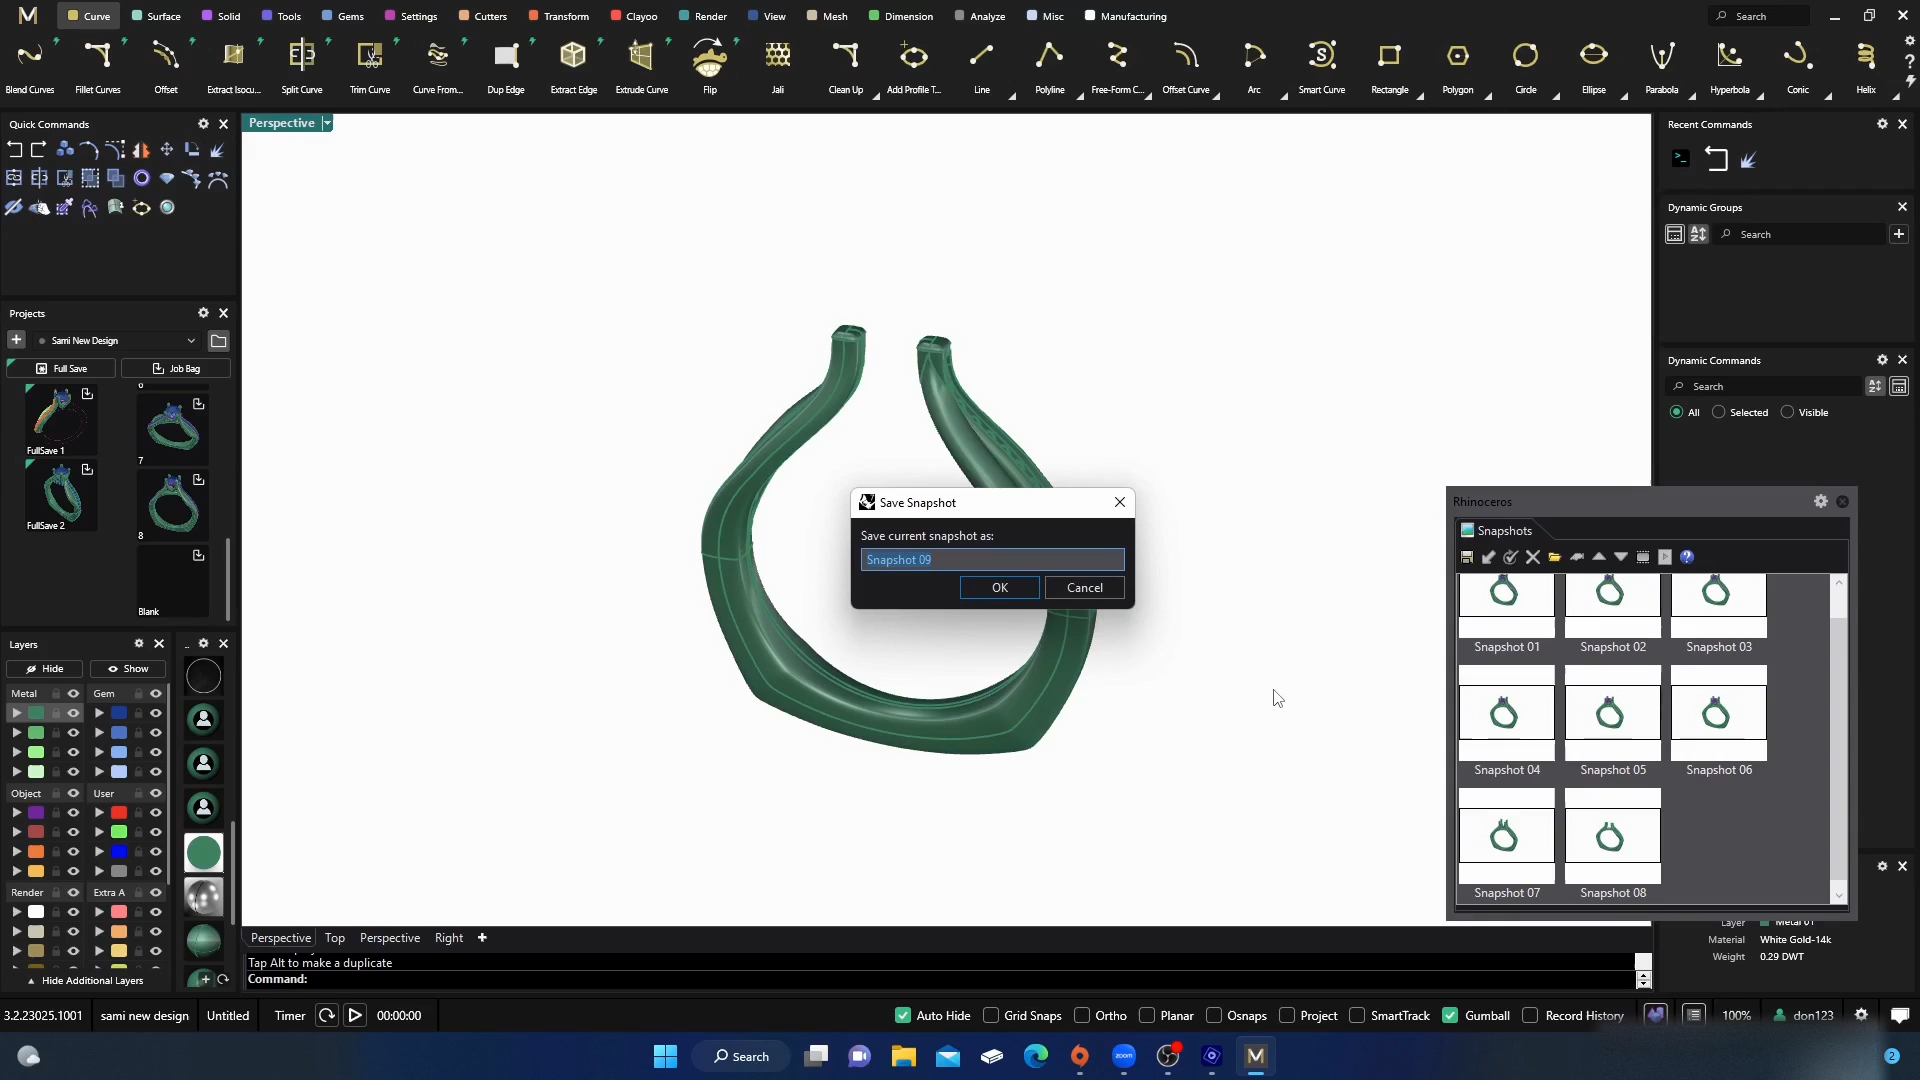 Curve Surface Solid Tools Gems Settings Cutters Transform Clayoo Render View Mesh Dimension Analyze Misc Manufacturing Search
Blend Curves Fillet Curves Offset Extract Isocu... Split Curve Trim Curve Curve From... Dup Edge Extract Edge Extrude Curve Flip Jali Clean Up Add Profile T... Line Polyline Free-Form C... Offset Curve Arc Smart Curve Rectangle Polygon Circle Ellipse Parabola Hyperbola Conic Helix
Quick Commands
Perspective
Recent Commands
Dynamic Groups
Search
Projects
Sami New Design
Full Save Job Bag
FullSave 1
6
7
FullSave 2
8
Blank
Dynamic Commands
Search
All Selected Visible
Save Snapshot
Save current snapshot as:
Snapshot 09
OK Cancel
Rhinoceros
Snapshots
Snapshot 01 Snapshot 02 Snapshot 03
Snapshot 04 Snapshot 05 Snapshot 06
Snapshot 07 Snapshot 08
Layers
Hide Show
Metal Gem
Object User
Render Extra A
Hide Additional Layers
Layer Metal 01
Material White Gold-14k
Weight 0.29 DWT
Perspective Top Perspective Right
Tap Alt to make a duplicate
Command:
3.2.23025.1001 sami new design Untitled Timer 00:00:00 Auto Hide Grid Snaps Ortho Planar Osnaps Project SmartTrack Gumball Record History 100% don123
Search zoom M 2